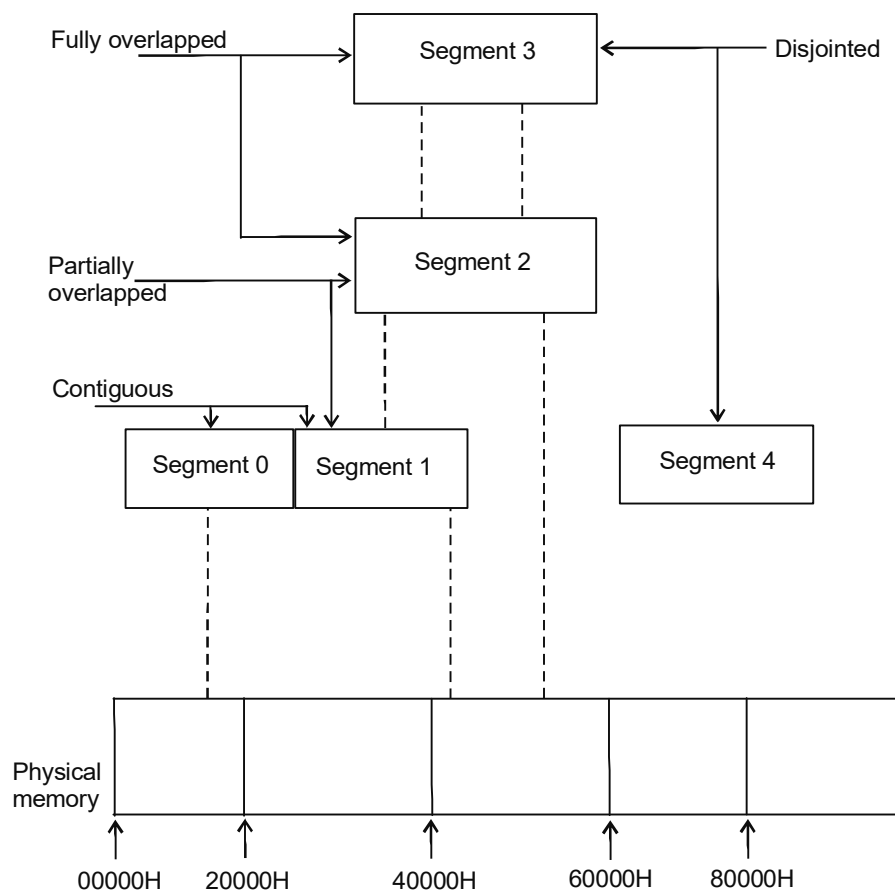 Fully overlapped
Segment 3
Disjointed
Segment 2
Partially
overlapped
Contiguous
Segment 0
Segment 1
Segment 4
Physical
memory
00000H
20000H
40000H
60000H
80000H